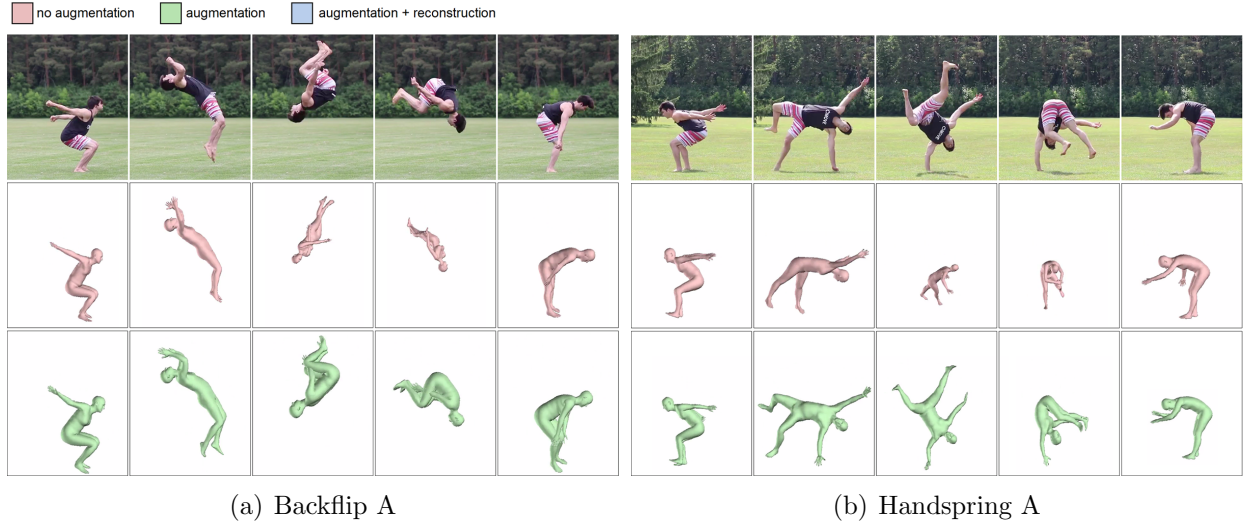 no augmentation augmentation augmentation + reconstruction
(a) Backflip A (b) Handspring A